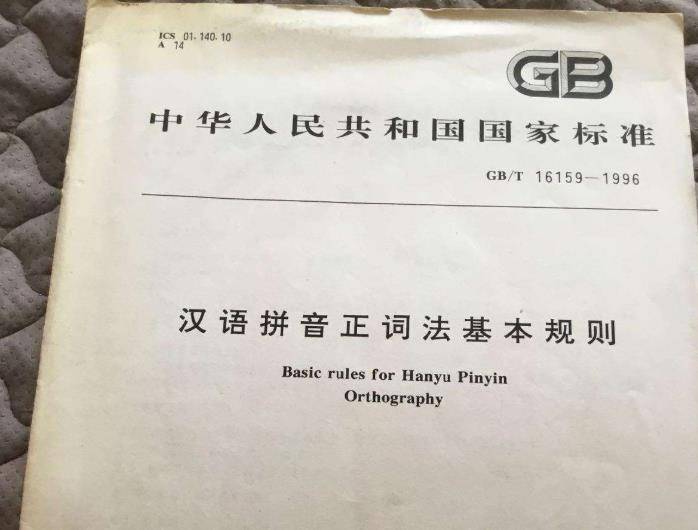 ICS 01.140.10
A 14
GB
中华人民共和国国家标准
GB/T 16159—1996
汉语拼音正词法基本规则
Basic rules for Hanyu Pinyin
Orthography